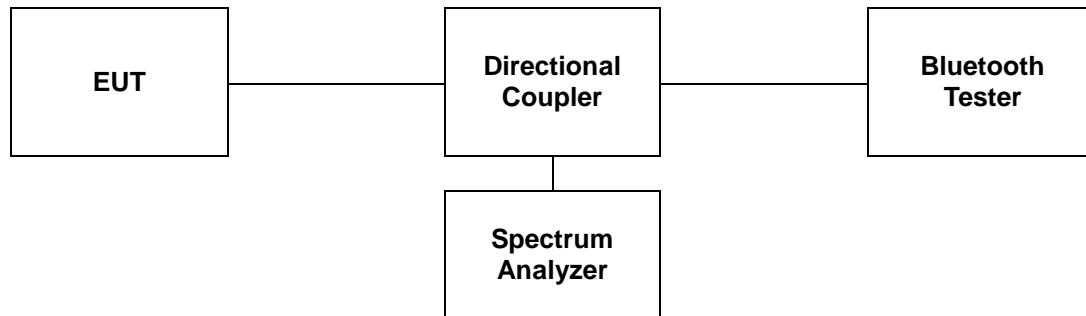 EUT
Directional
Coupler
Bluetooth
Tester
Spectrum
Analyzer